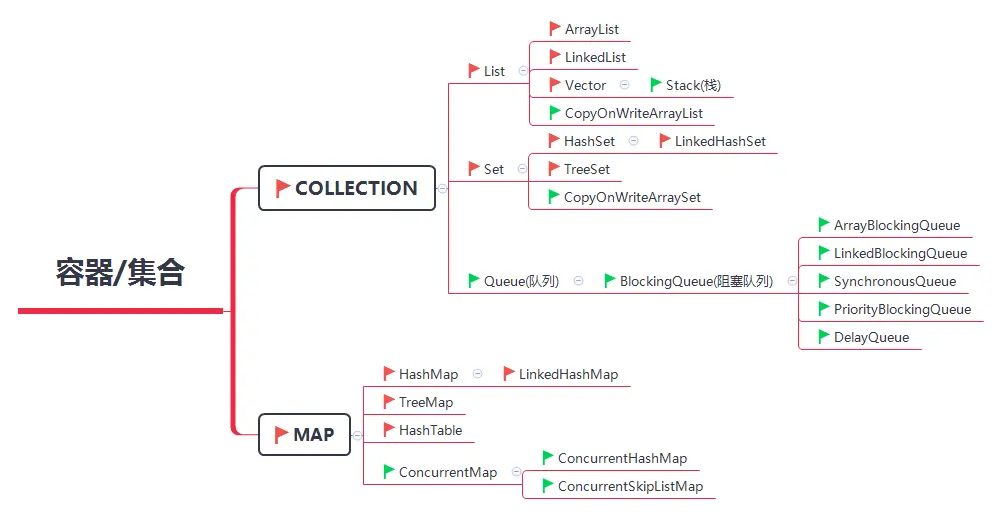 容器/集合
COLLECTION
List
ArrayList
LinkedList
Vector
Stack(栈)
CopyOnWriteArrayList
Set
HashSet
LinkedHashSet
TreeSet
CopyOnWriteArraySet
Queue(队列)
BlockingQueue(阻塞队列)
ArrayBlockingQueue
LinkedBlockingQueue
SynchronousQueue
PriorityBlockingQueue
DelayQueue
MAP
HashMap
LinkedHashMap
TreeMap
HashTable
ConcurrentMap
ConcurrentHashMap
ConcurrentSkipListMap